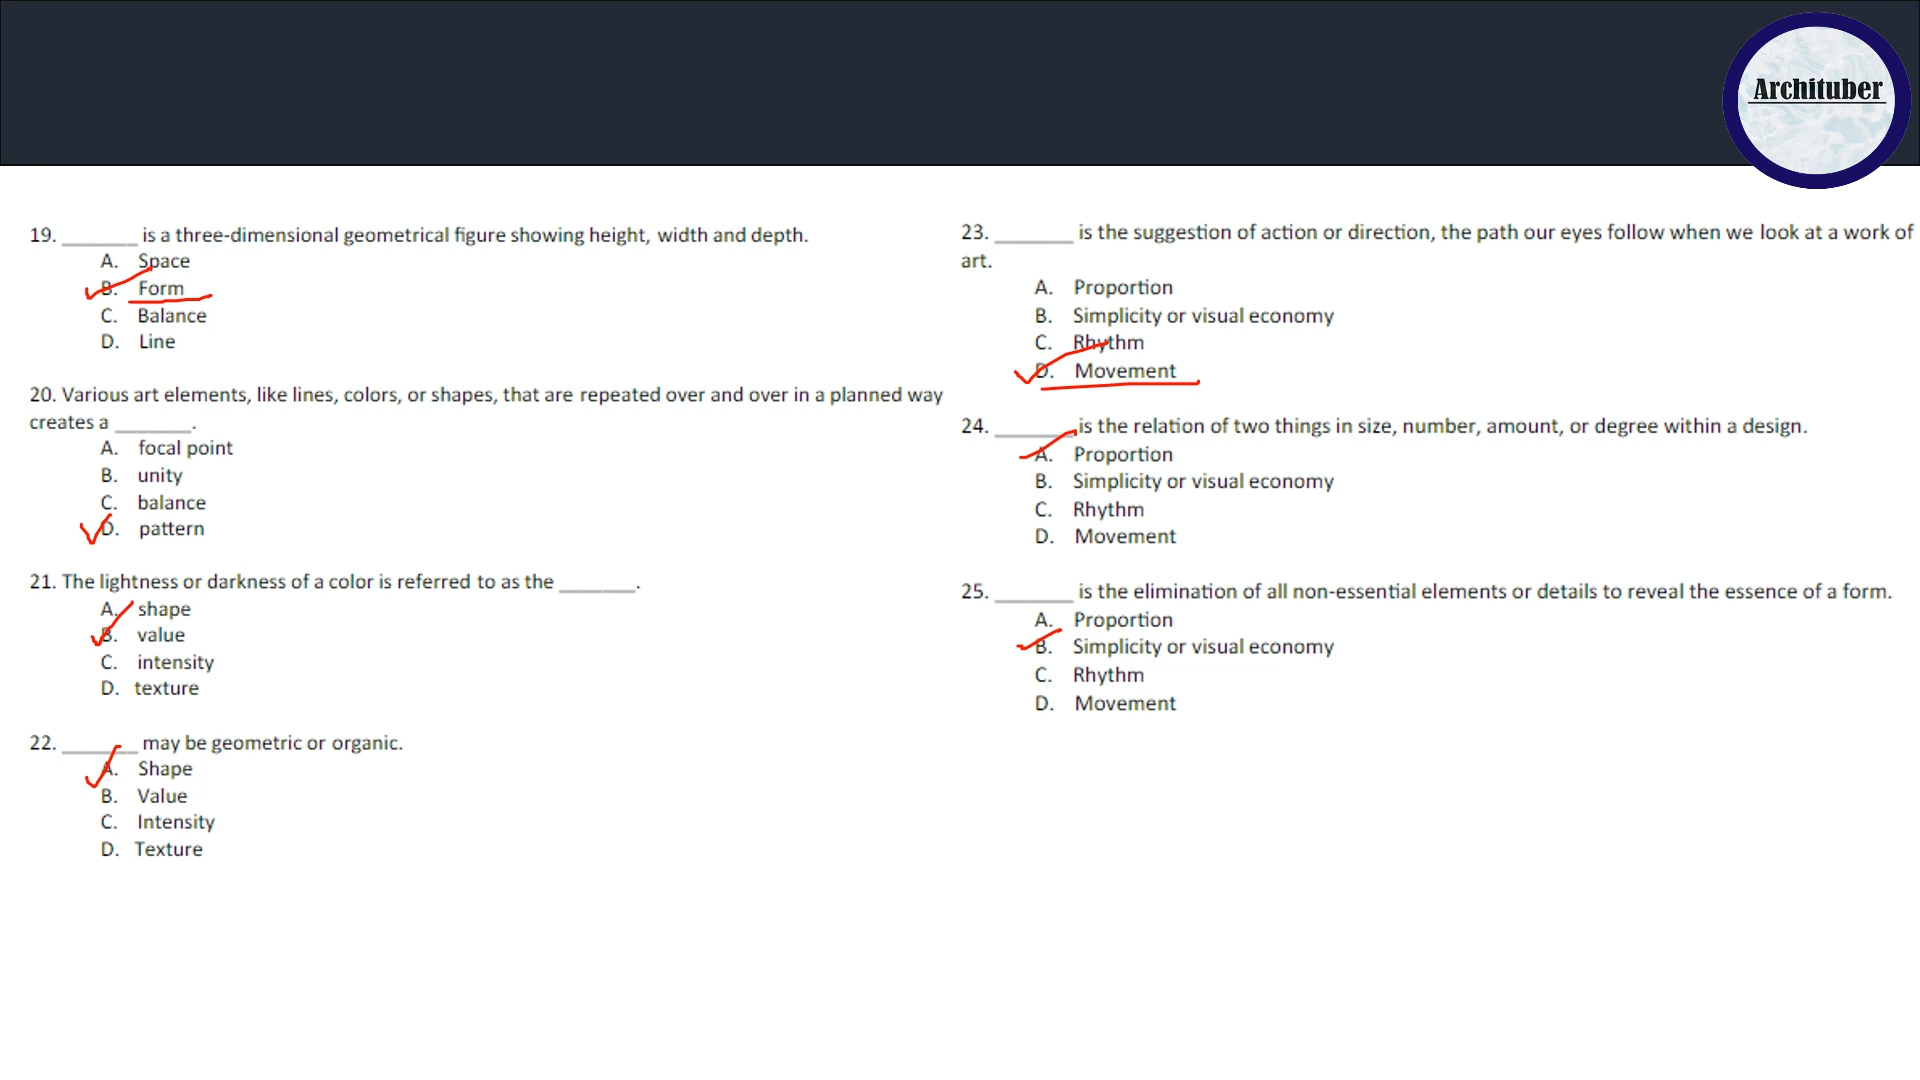 Archituber
19. _______ is a three-dimensional geometrical figure showing height, width and depth.
A. Space
B. Form
C. Balance
D. Line
20. Various art elements, like lines, colors, or shapes, that are repeated over and over in a planned way
creates a _______.
A. focal point
B. unity
C. balance
D. pattern
21. The lightness or darkness of a color is referred to as the _______.
A. shape
B. value
C. intensity
D. texture
22. _______ may be geometric or organic.
A. Shape
B. Value
C. Intensity
D. Texture
23. _______ is the suggestion of action or direction, the path our eyes follow when we look at a work of
art.
A. Proportion
B. Simplicity or visual economy
C. Rhythm
D. Movement
24. _______ is the relation of two things in size, number, amount, or degree within a design.
A. Proportion
B. Simplicity or visual economy
C. Rhythm
D. Movement
25. _______ is the elimination of all non-essential elements or details to reveal the essence of a form.
A. Proportion
B. Simplicity or visual economy
C. Rhythm
D. Movement